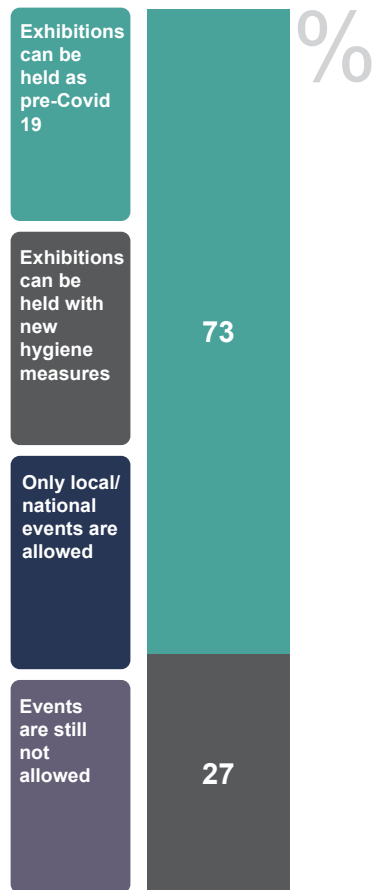 Exhibitions
can be
held as
pre-Covid
19
%
Exhibitions
can be
held with
new
hygiene
measures
73
Only local/
national
events are
allowed
Events
are still
not
allowed
27